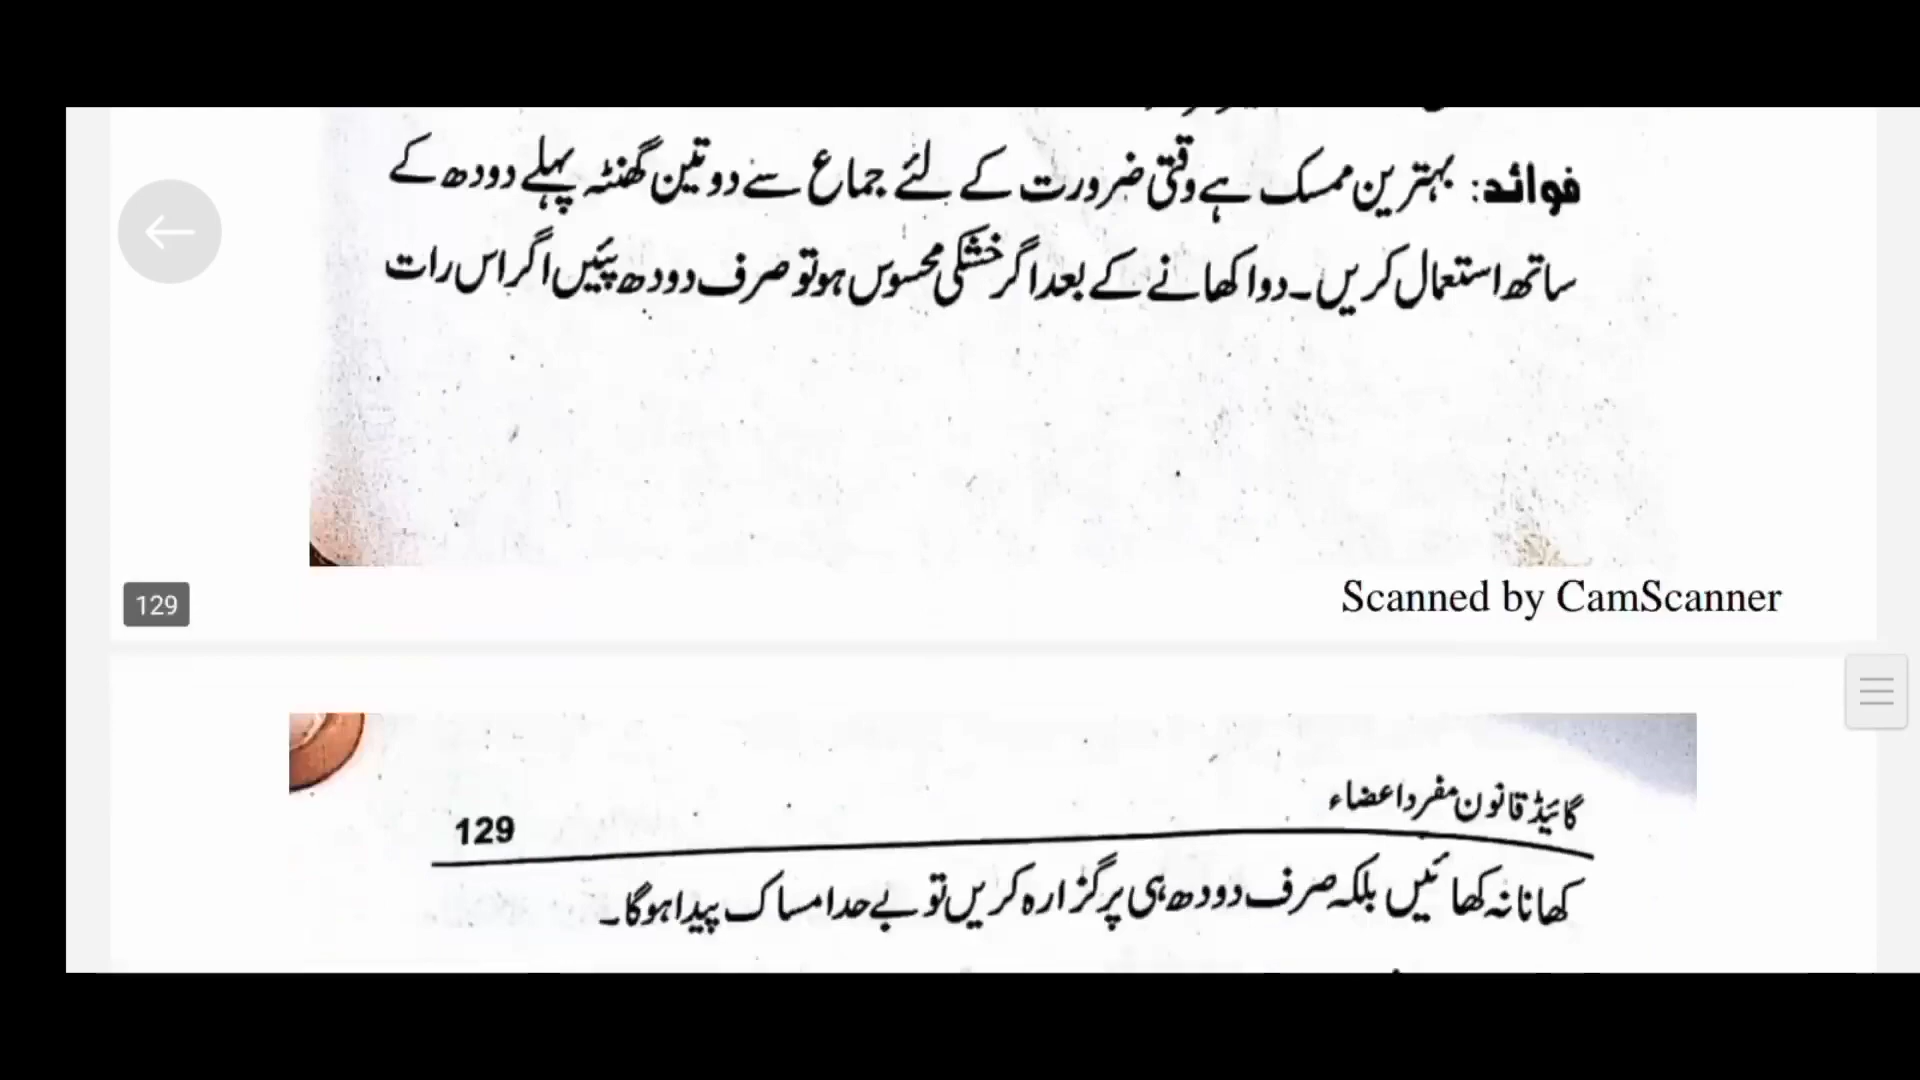 فوائد: بہترین ممسک ہے وقتی ضرورت کے لئے جماع سے دو تین گھنٹہ پہلے دودھ کے
ساتھ استعمال کریں۔ دوا کھانے کے بعد اگر خشکی محسوس ہو تو صرف دودھ پئیں اگر اس رات
129
Scanned by CamScanner
گائیڈ قانون مفرد اعضاء
129
کھانا نہ کھائیں بلکہ صرف دودھ ہی پر گزارہ کریں تو بے حد امساک پیدا ہوگا۔